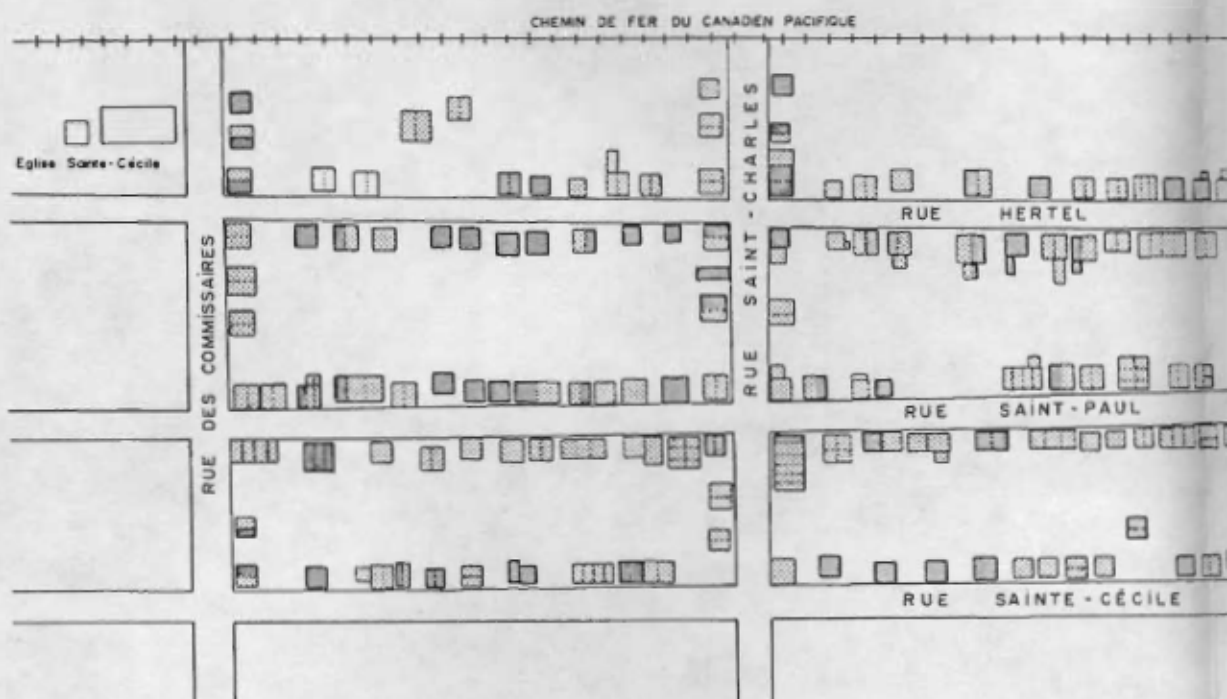 CHEMIN DE FER DU CANADIEN PACIFIQUE
Eglise Sainte-Cécile
RUE DES COMMISSAIRES
RUE SAINT-CHARLES
RUE HERTEL
RUE SAINT-PAUL
RUE SAINTE-CÉCILE